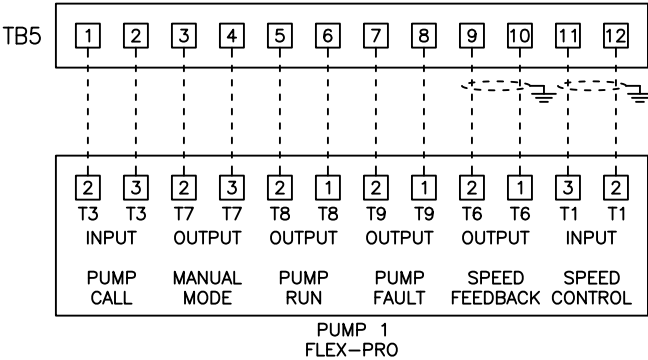 TB5 1 2 3 4 5 6 7 8 9 10 11 12
2 3 2 3 2 1 2 1 2 1 3 2
T3 T3 T7 T7 T8 T8 T9 T9 T6 T6 T1 T1
INPUT OUTPUT OUTPUT OUTPUT OUTPUT INPUT
PUMP MANUAL PUMP PUMP SPEED SPEED
CALL MODE RUN FAULT FEEDBACK CONTROL
PUMP 1
FLEX-PRO